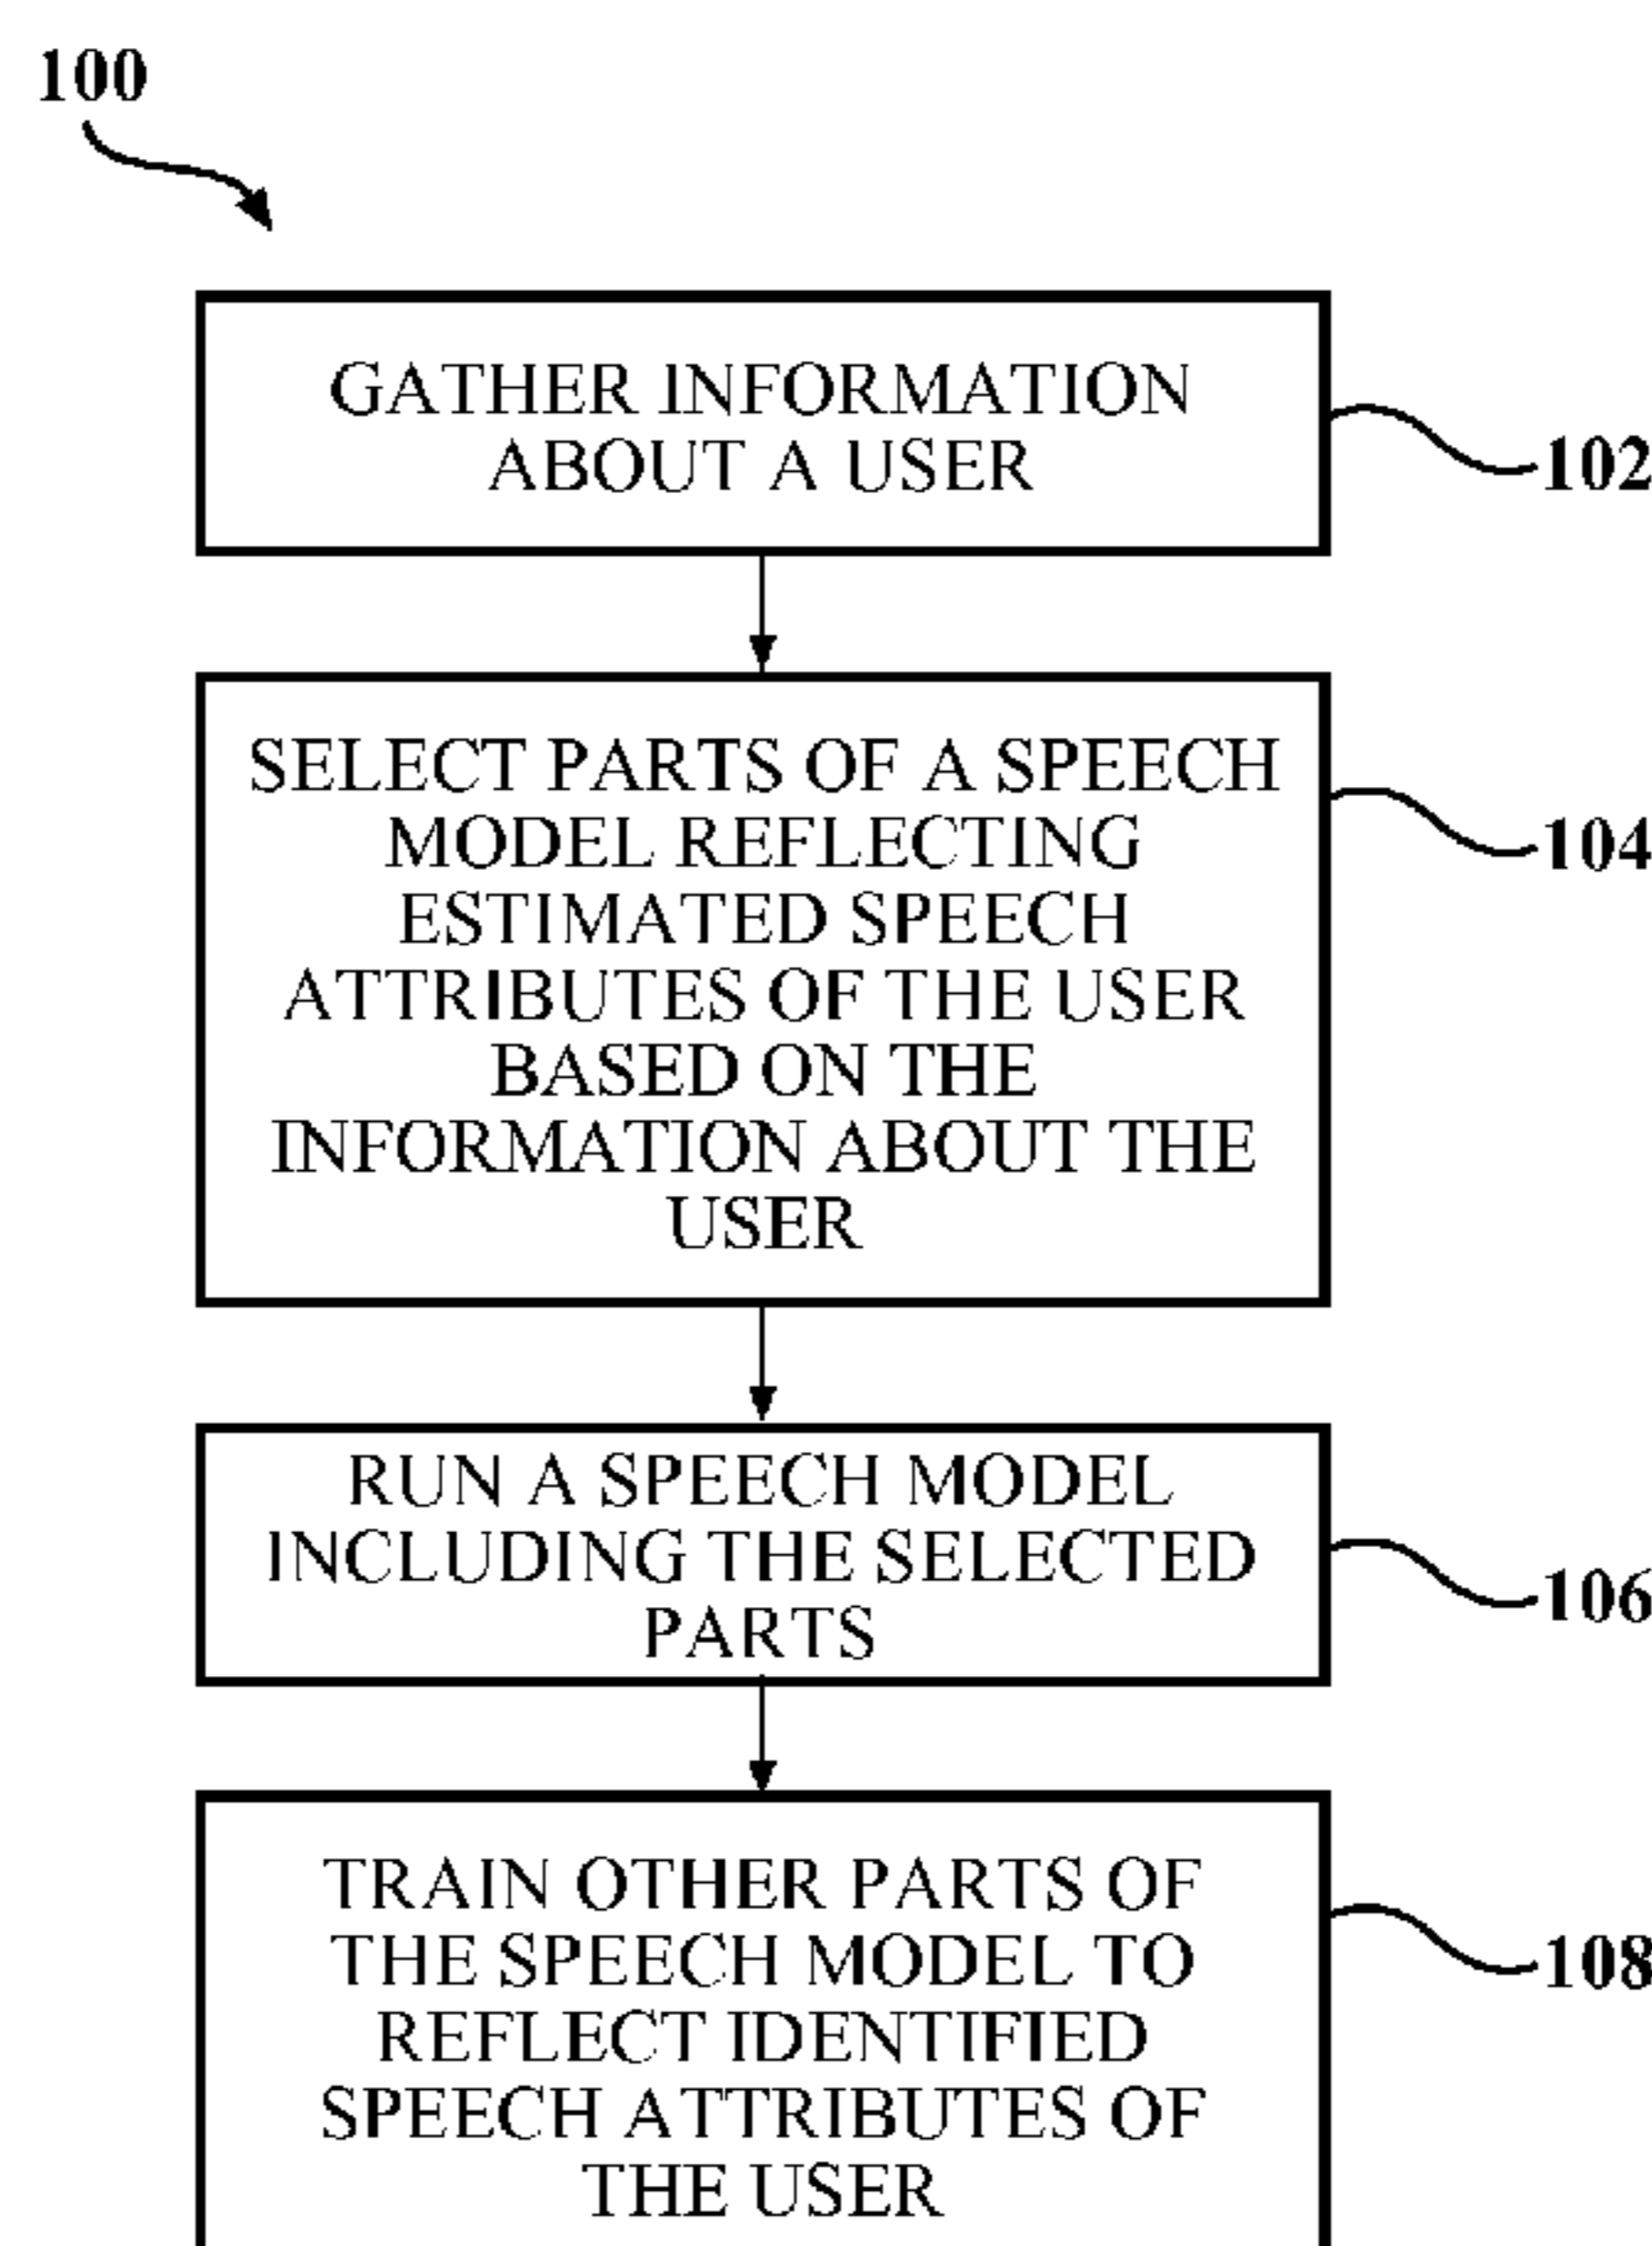 100
GATHER INFORMATION
ABOUT A USER
102
SELECT PARTS OF A SPEECH
MODEL REFLECTING
ESTIMATED SPEECH
ATTRIBUTES OF THE USER
BASED ON THE
INFORMATION ABOUT THE
USER
104
RUN A SPEECH MODEL
INCLUDING THE SELECTED
PARTS
106
TRAIN OTHER PARTS OF
THE SPEECH MODEL TO
REFLECT IDENTIFIED
SPEECH ATTRIBUTES OF
THE USER
108